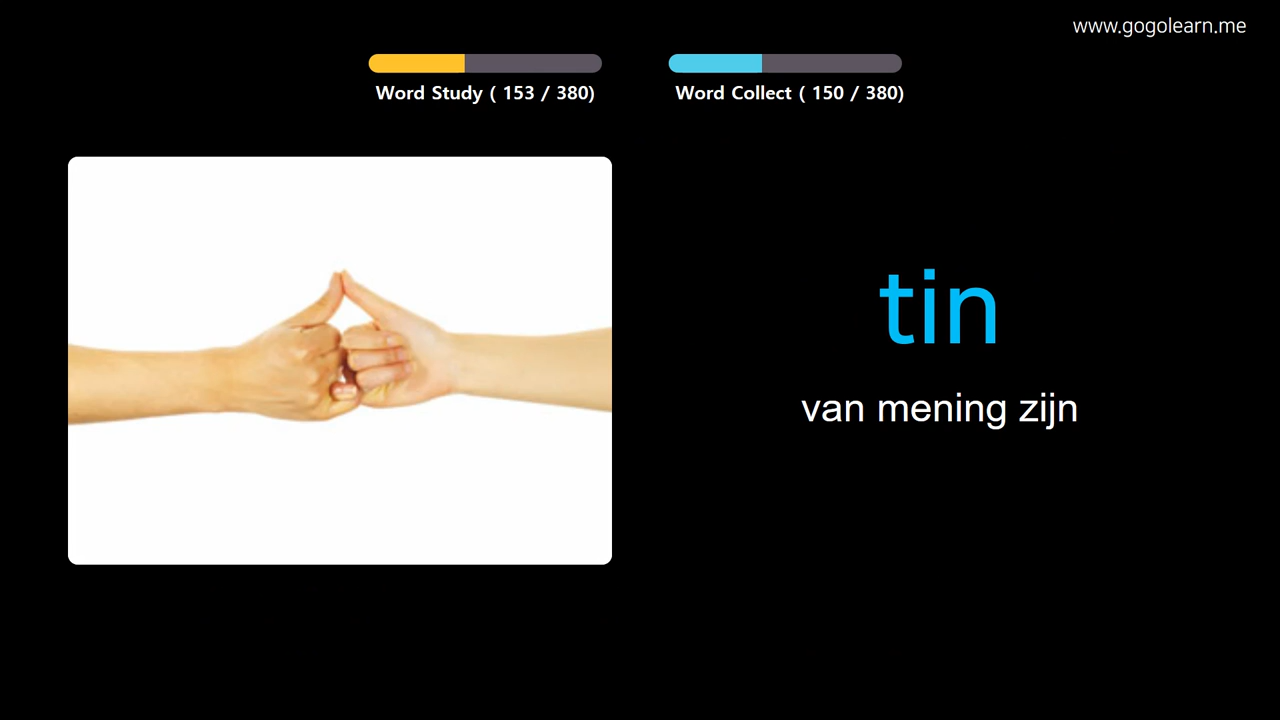 www.gogolearn.me
Word Study ( 153 / 380)
Word Collect ( 150 / 380)
tin
van mening zijn